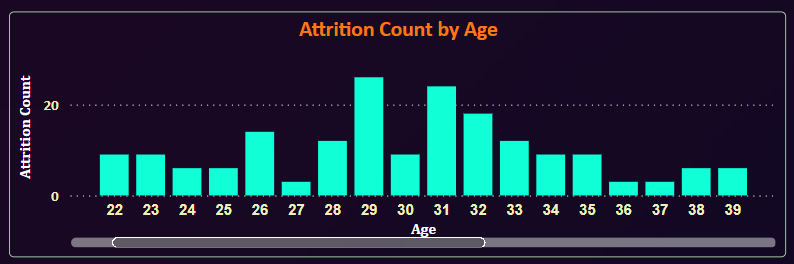 Attrition Count by Age
Attrition Count
20
0
22 23 24 25 26 27 28 29 30 31 32 33 34 35 36 37 38 39
Age